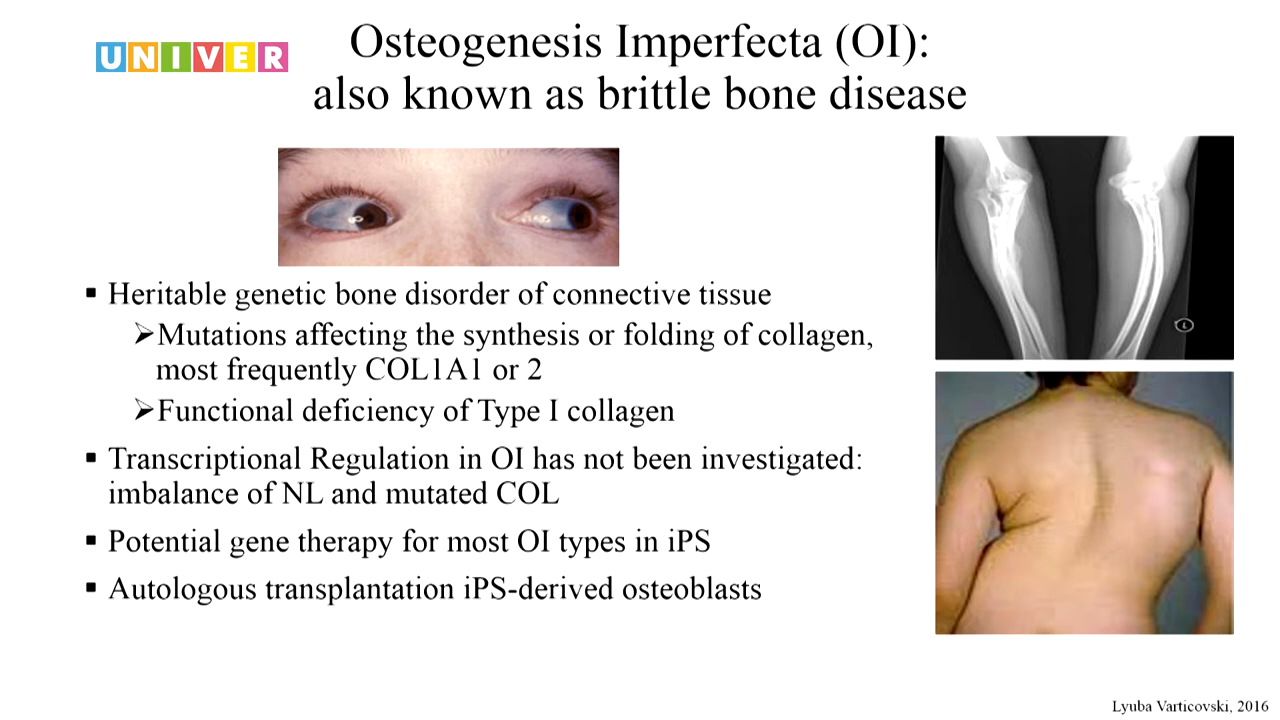 UNIVER
Osteogenesis Imperfecta (OI):
also known as brittle bone disease
▪ Heritable genetic bone disorder of connective tissue
➢Mutations affecting the synthesis or folding of collagen,
most frequently COL1A1 or 2
➢Functional deficiency of Type I collagen
▪ Transcriptional Regulation in OI has not been investigated:
imbalance of NL and mutated COL
▪ Potential gene therapy for most OI types in iPS
▪ Autologous transplantation iPS-derived osteoblasts
L
Lyuba Varticovski, 2016